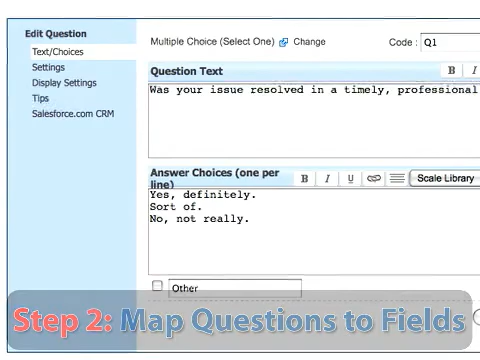 Edit Question
Text/Choices
Settings
Display Settings
Tips
Salesforce.com CRM
Multiple Choice (Select One) Change Code : Q1
Question Text B I
Was your issue resolved in a timely, professional
Answer Choices (one per
line)
B I U Scale Library
Yes, definitely.
Sort of.
No, not really.
Other
Step 2: Map Questions to Fields